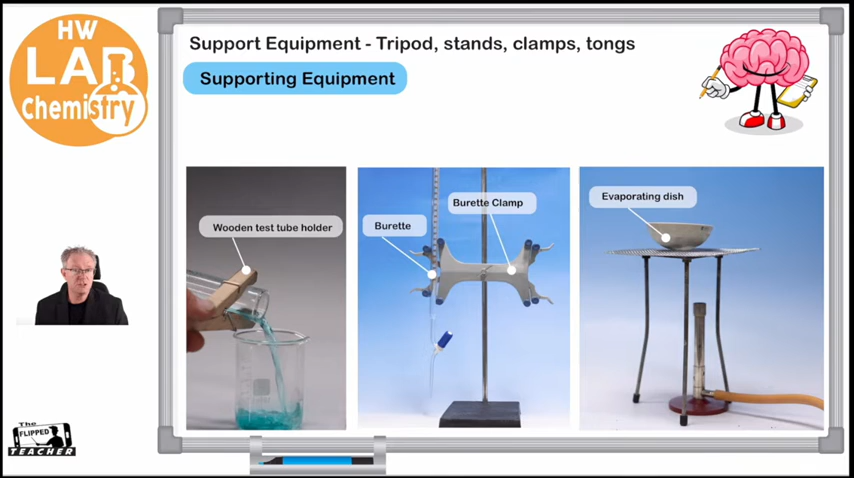 HW
LAB
Chemistry
Support Equipment - Tripod, stands, clamps, tongs
Supporting Equipment
Wooden test tube holder
Burette
Burette Clamp
Evaporating dish
The
FLIPPED
TEACHER